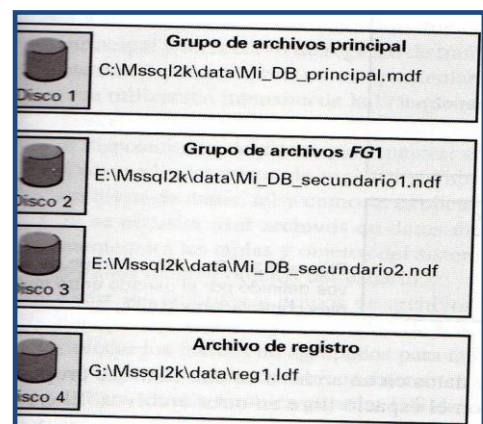 Grupo de archivos principal
C:\Mssql2k\data\Mi_DB_principal.mdf
Disco 1
Grupo de archivos FG1
E:\Mssql2k\data\Mi_DB_secundario1.ndf
Disco 2
E:\Mssql2k\data\Mi_DB_secundario2.ndf
isco 3
Archivo de registro
G:\Mssql2k\data\reg1.ldf
isco 4